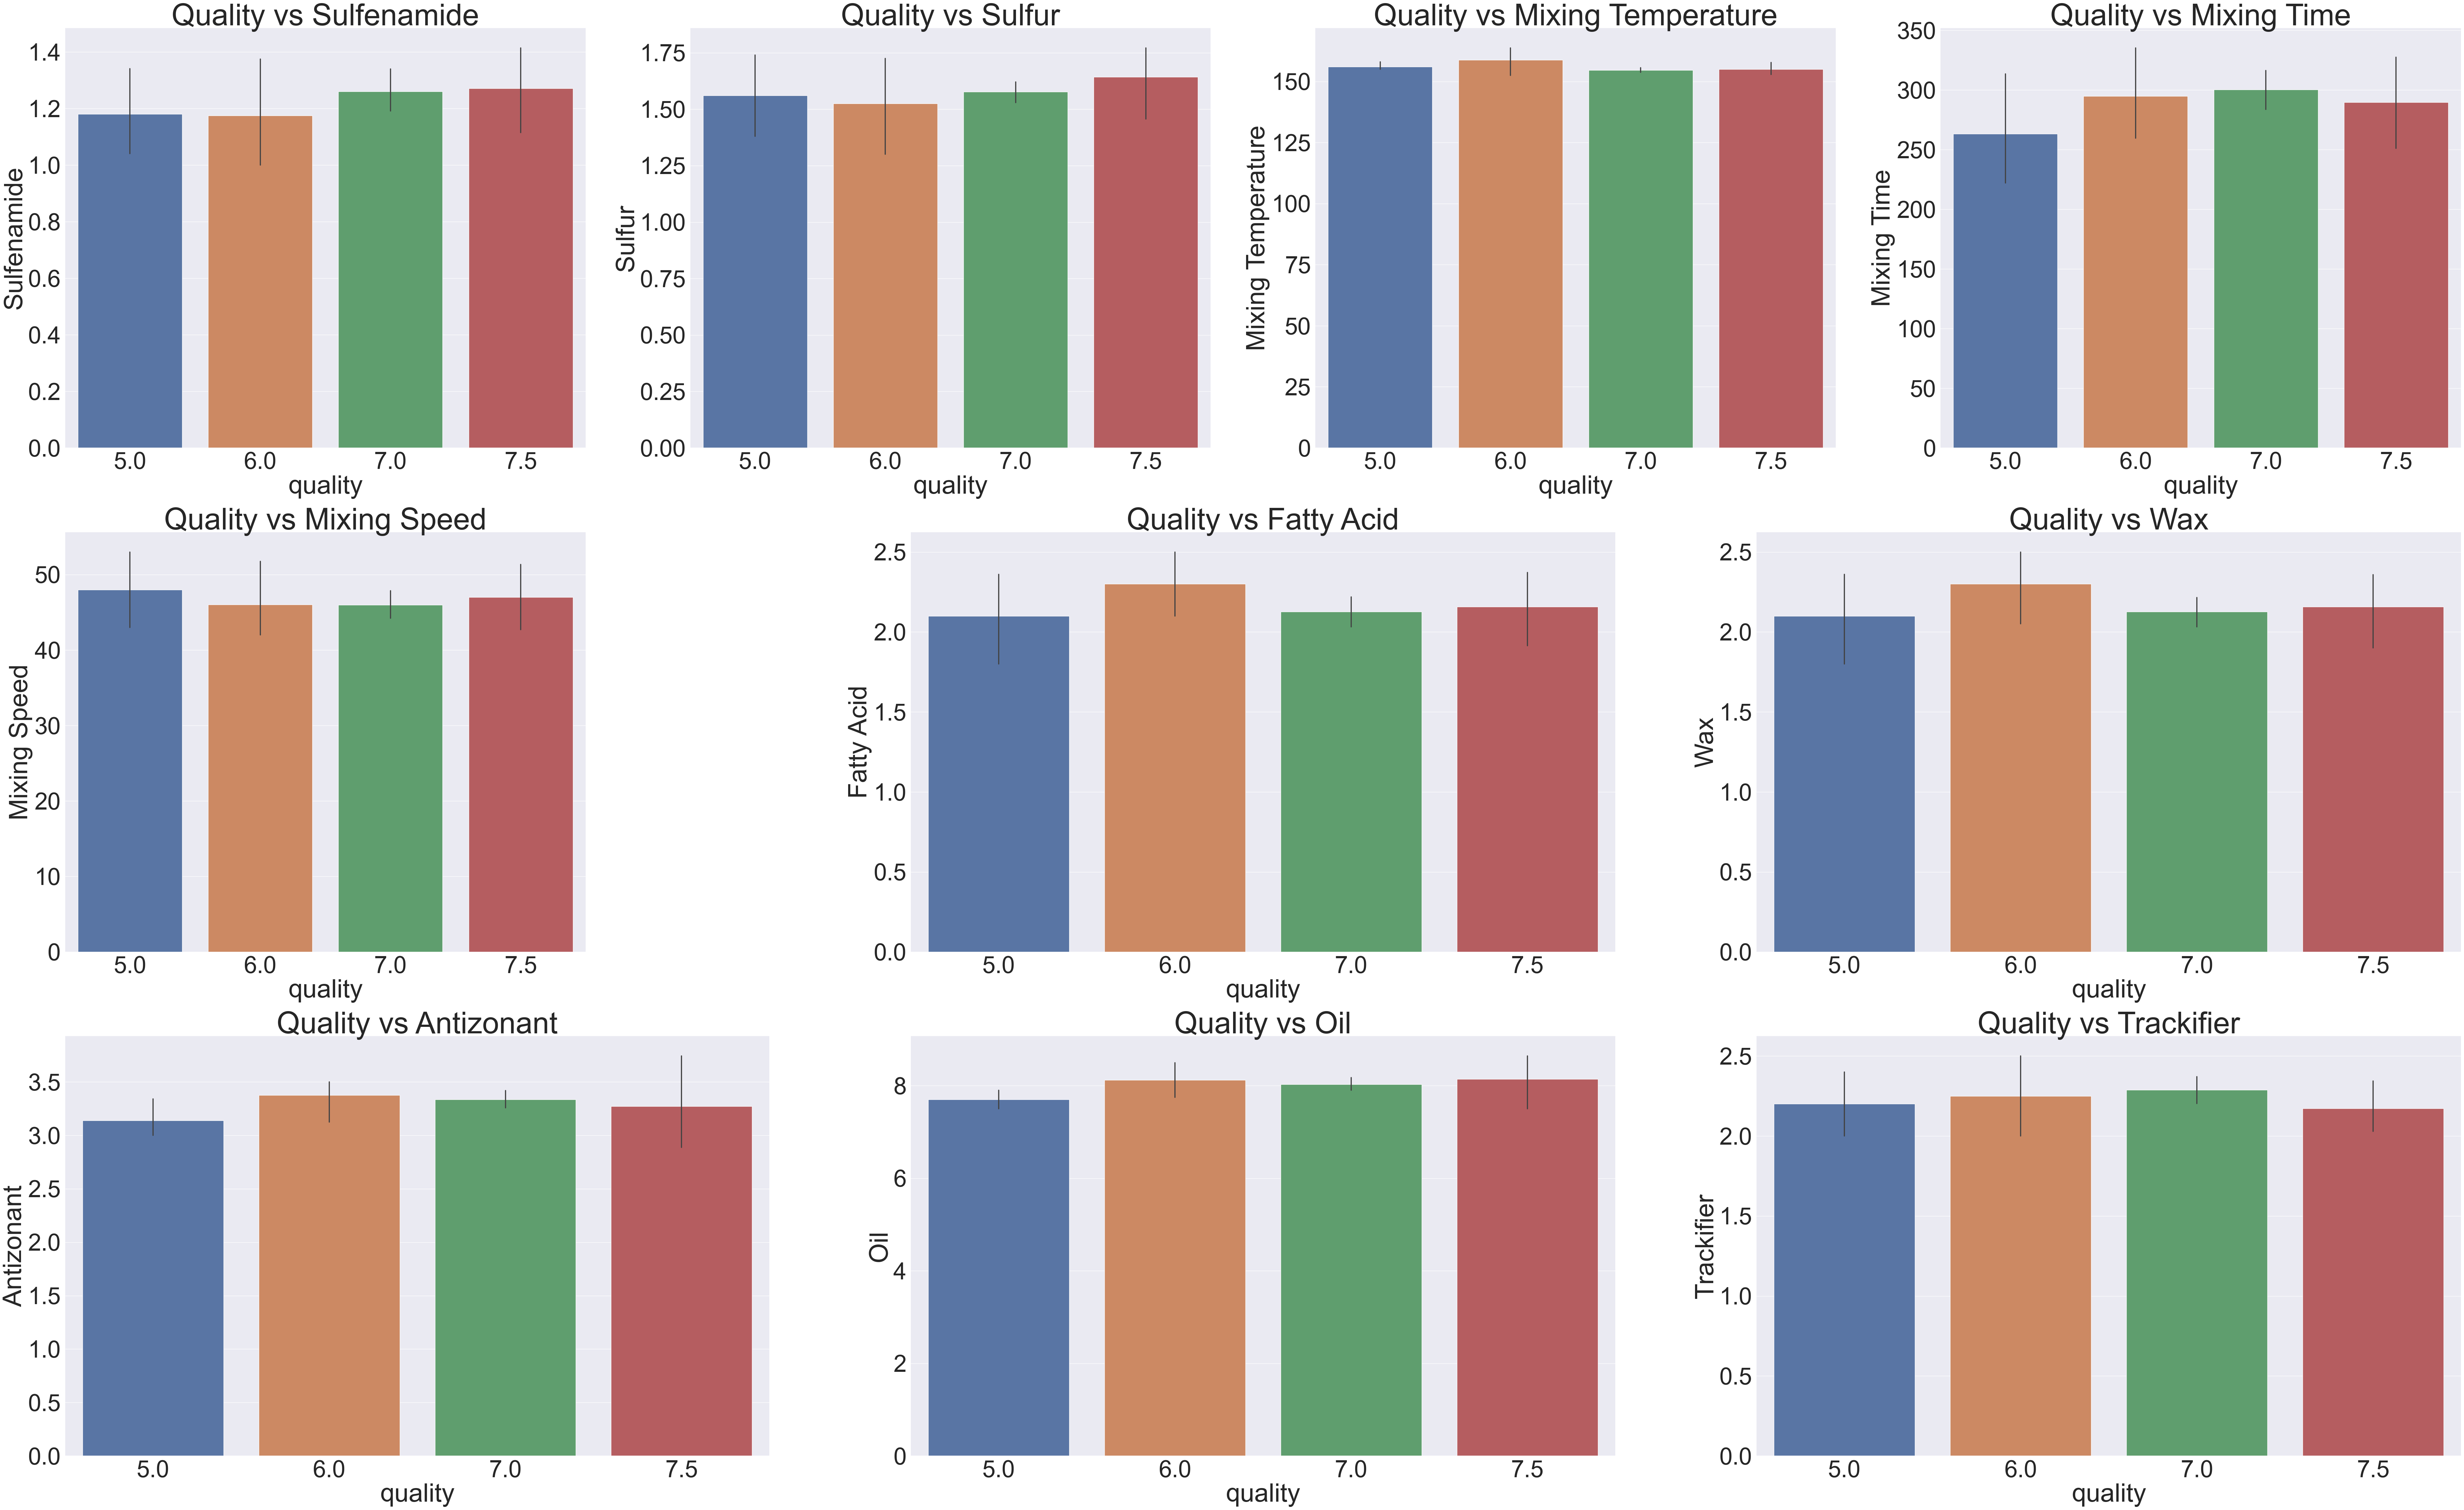 Quality vs Sulfenamide
Quality vs Sulfur
Quality vs Mixing Temperature
Quality vs Mixing Time
Sulfenamide
1.4
1.2
1.0
0.8
0.6
0.4
0.2
0.0
5.0 6.0 7.0 7.5
quality
Sulfur
1.75
1.50
1.25
1.00
0.75
0.50
0.25
0.00
5.0 6.0 7.0 7.5
quality
Mixing Temperature
150
125
100
75
50
25
0
5.0 6.0 7.0 7.5
quality
Mixing Time
350
300
250
200
150
100
50
0
5.0 6.0 7.0 7.5
quality
Quality vs Mixing Speed
Quality vs Fatty Acid
Quality vs Wax
Mixing Speed
50
40
30
20
10
0
5.0 6.0 7.0 7.5
quality
Fatty Acid
2.5
2.0
1.5
1.0
0.5
0.0
5.0 6.0 7.0 7.5
quality
Wax
2.5
2.0
1.5
1.0
0.5
0.0
5.0 6.0 7.0 7.5
quality
Quality vs Antizonant
Quality vs Oil
Quality vs Trackifier
Antizonant
3.5
3.0
2.5
2.0
1.5
1.0
0.5
0.0
5.0 6.0 7.0 7.5
quality
Oil
8
6
4
2
0
5.0 6.0 7.0 7.5
quality
Trackifier
2.5
2.0
1.5
1.0
0.5
0.0
5.0 6.0 7.0 7.5
quality